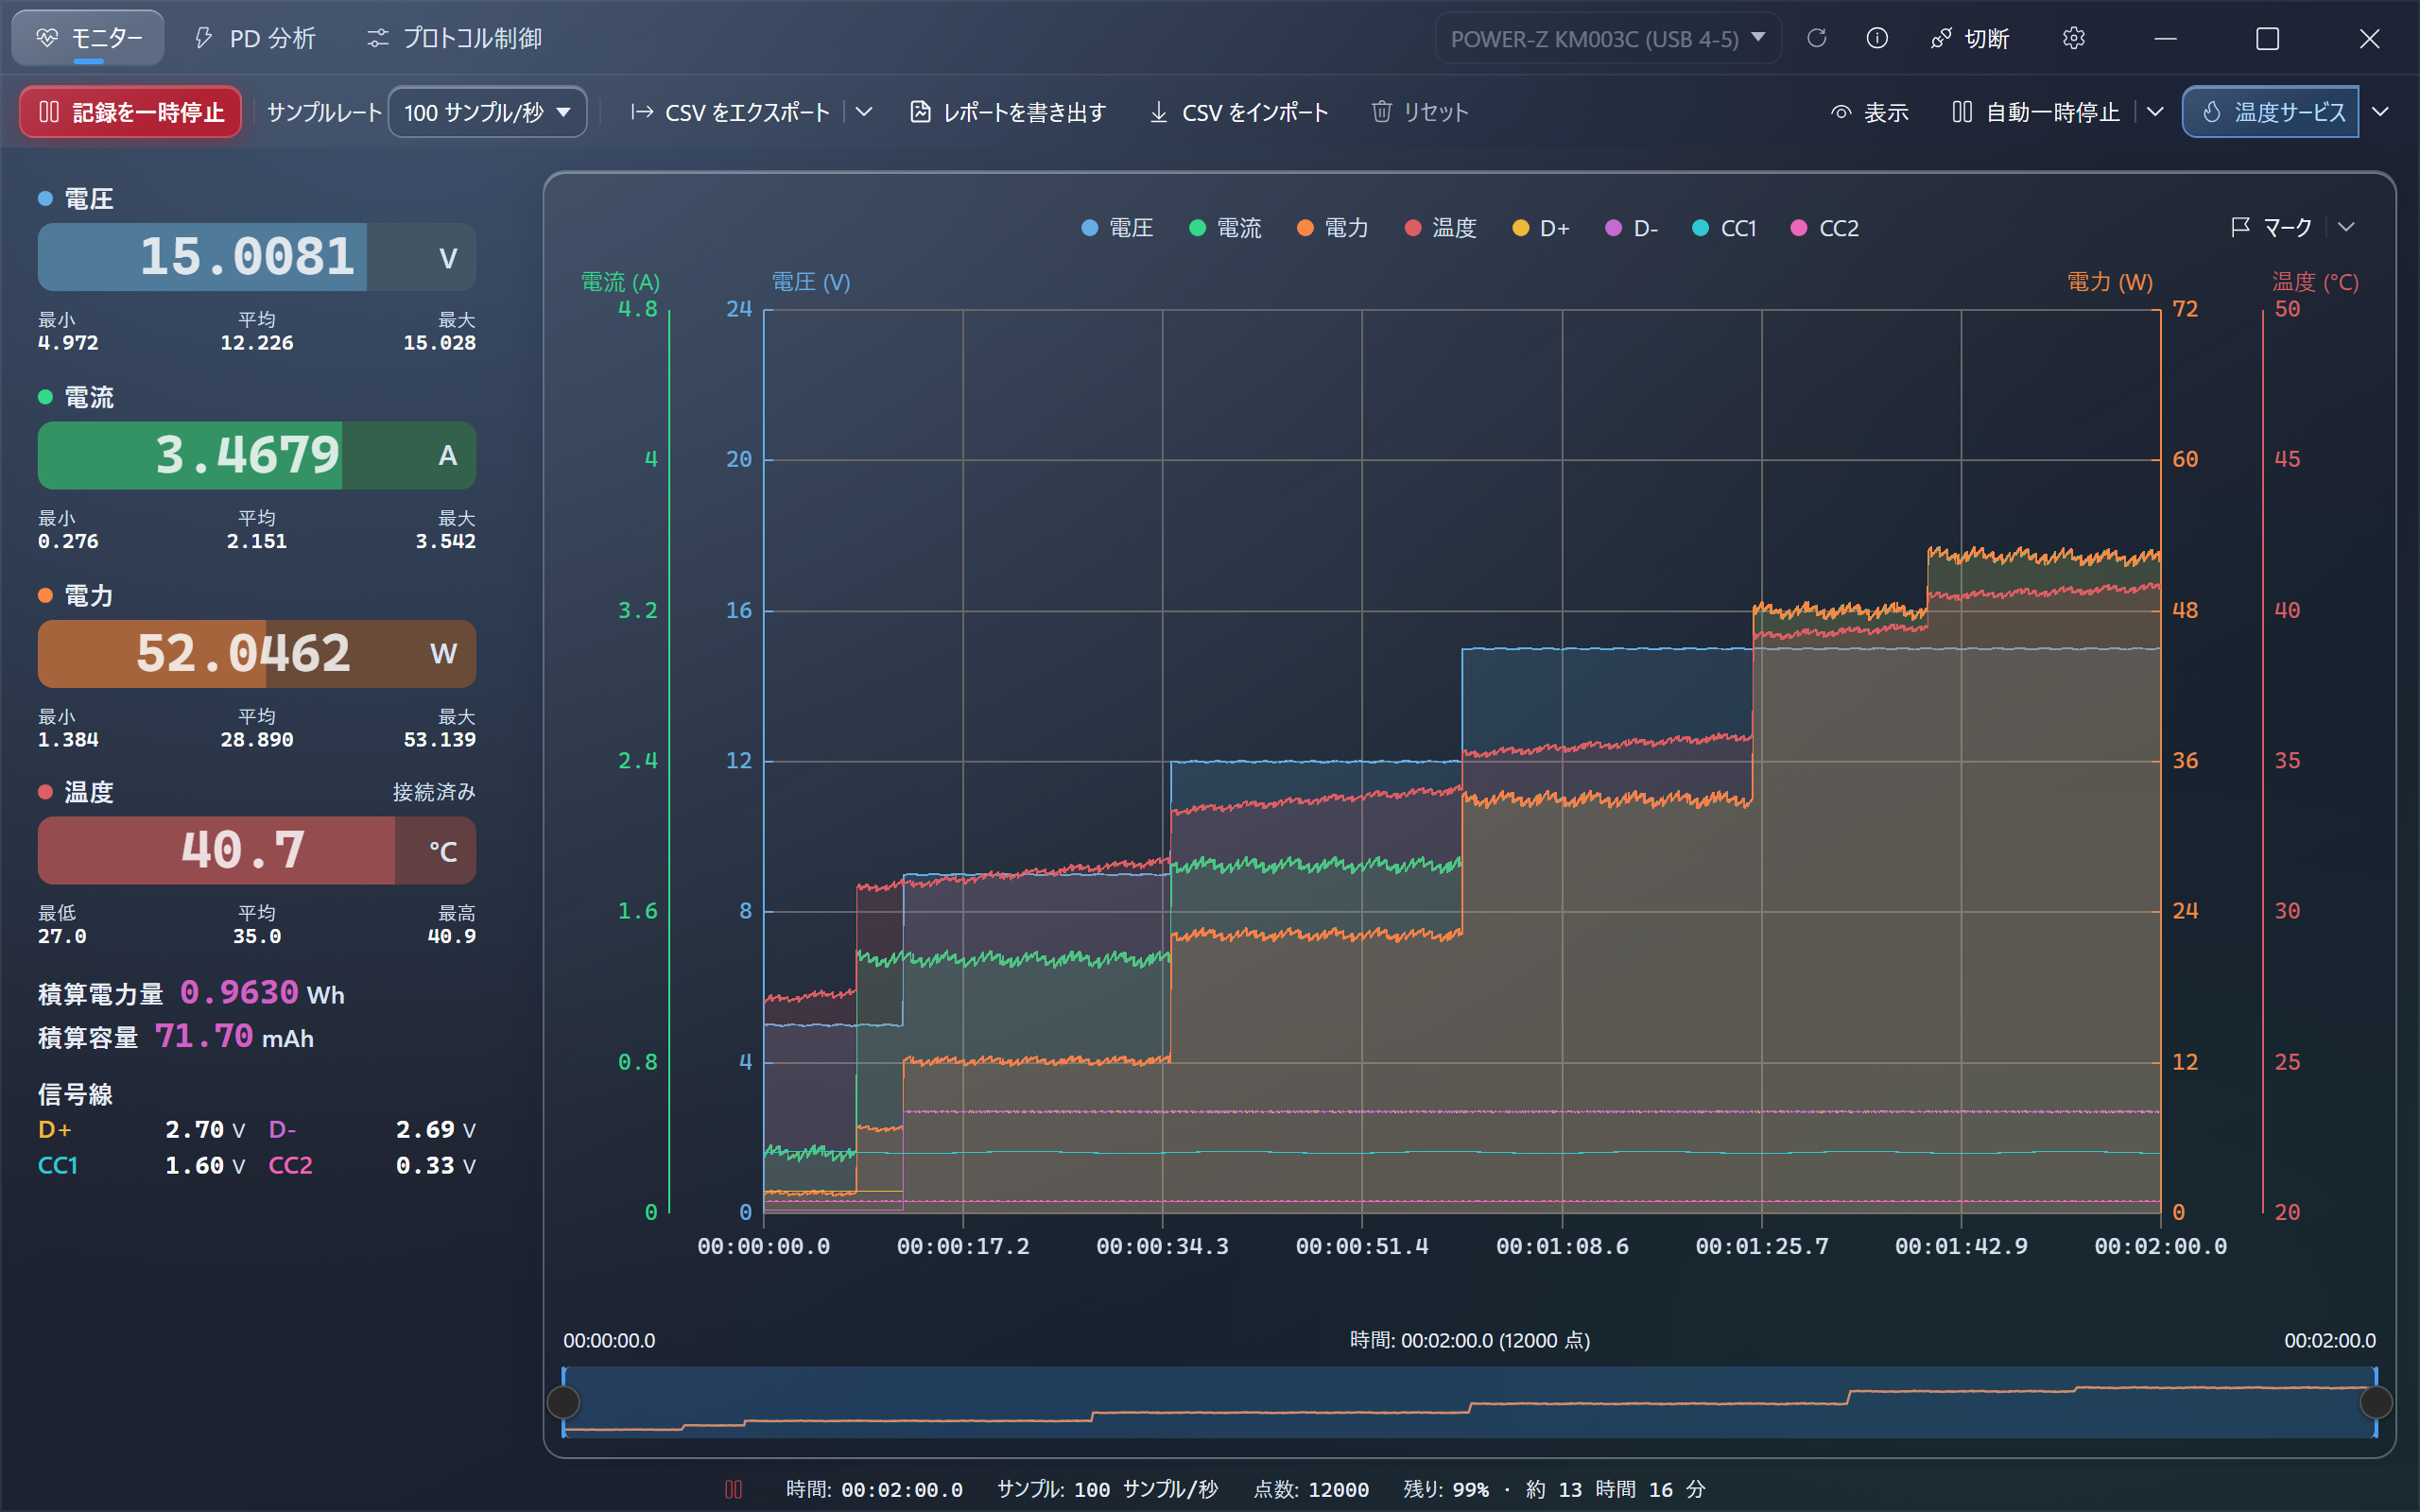 モニター PD 分析 プロトコル制御 POWER-Z KM003C (USB 4-5) 切断
記録を一時停止 サンプルレート 100 サンプル/秒 CSV をエクスポート レポートを書き出す CSV をインポート リセット 表示 自動一時停止 温度サービス
電圧
15.0081 V
最小 平均 最大
4.972 12.226 15.028
電流
3.4679 A
最小 平均 最大
0.276 2.151 3.542
電力
52.0462 W
最小 平均 最大
1.384 28.890 53.139
温度 接続済み
40.7 °C
最低 平均 最高
27.0 35.0 40.9
積算電力量 0.9630 Wh
積算容量 71.70 mAh
信号線
D+ 2.70 V D- 2.69 V
CC1 1.60 V CC2 0.33 V
電圧 電流 電力 温度 D+ D- CC1 CC2 マーク
電流 (A) 電圧 (V) 電力 (W) 温度 (°C)
4.8 24 72 50
4 20 60 45
3.2 16 48 40
2.4 12 36 35
1.6 8 24 30
0.8 4 12 25
0 0 0 20
00:00:00.0 00:00:17.2 00:00:34.3 00:00:51.4 00:01:08.6 00:01:25.7 00:01:42.9 00:02:00.0
00:00:00.0 時間: 00:02:00.0 (12000 点) 00:02:00.0
時間: 00:02:00.0 サンプル: 100 サンプル/秒 点数: 12000 残り: 99% · 約 13 時間 16 分